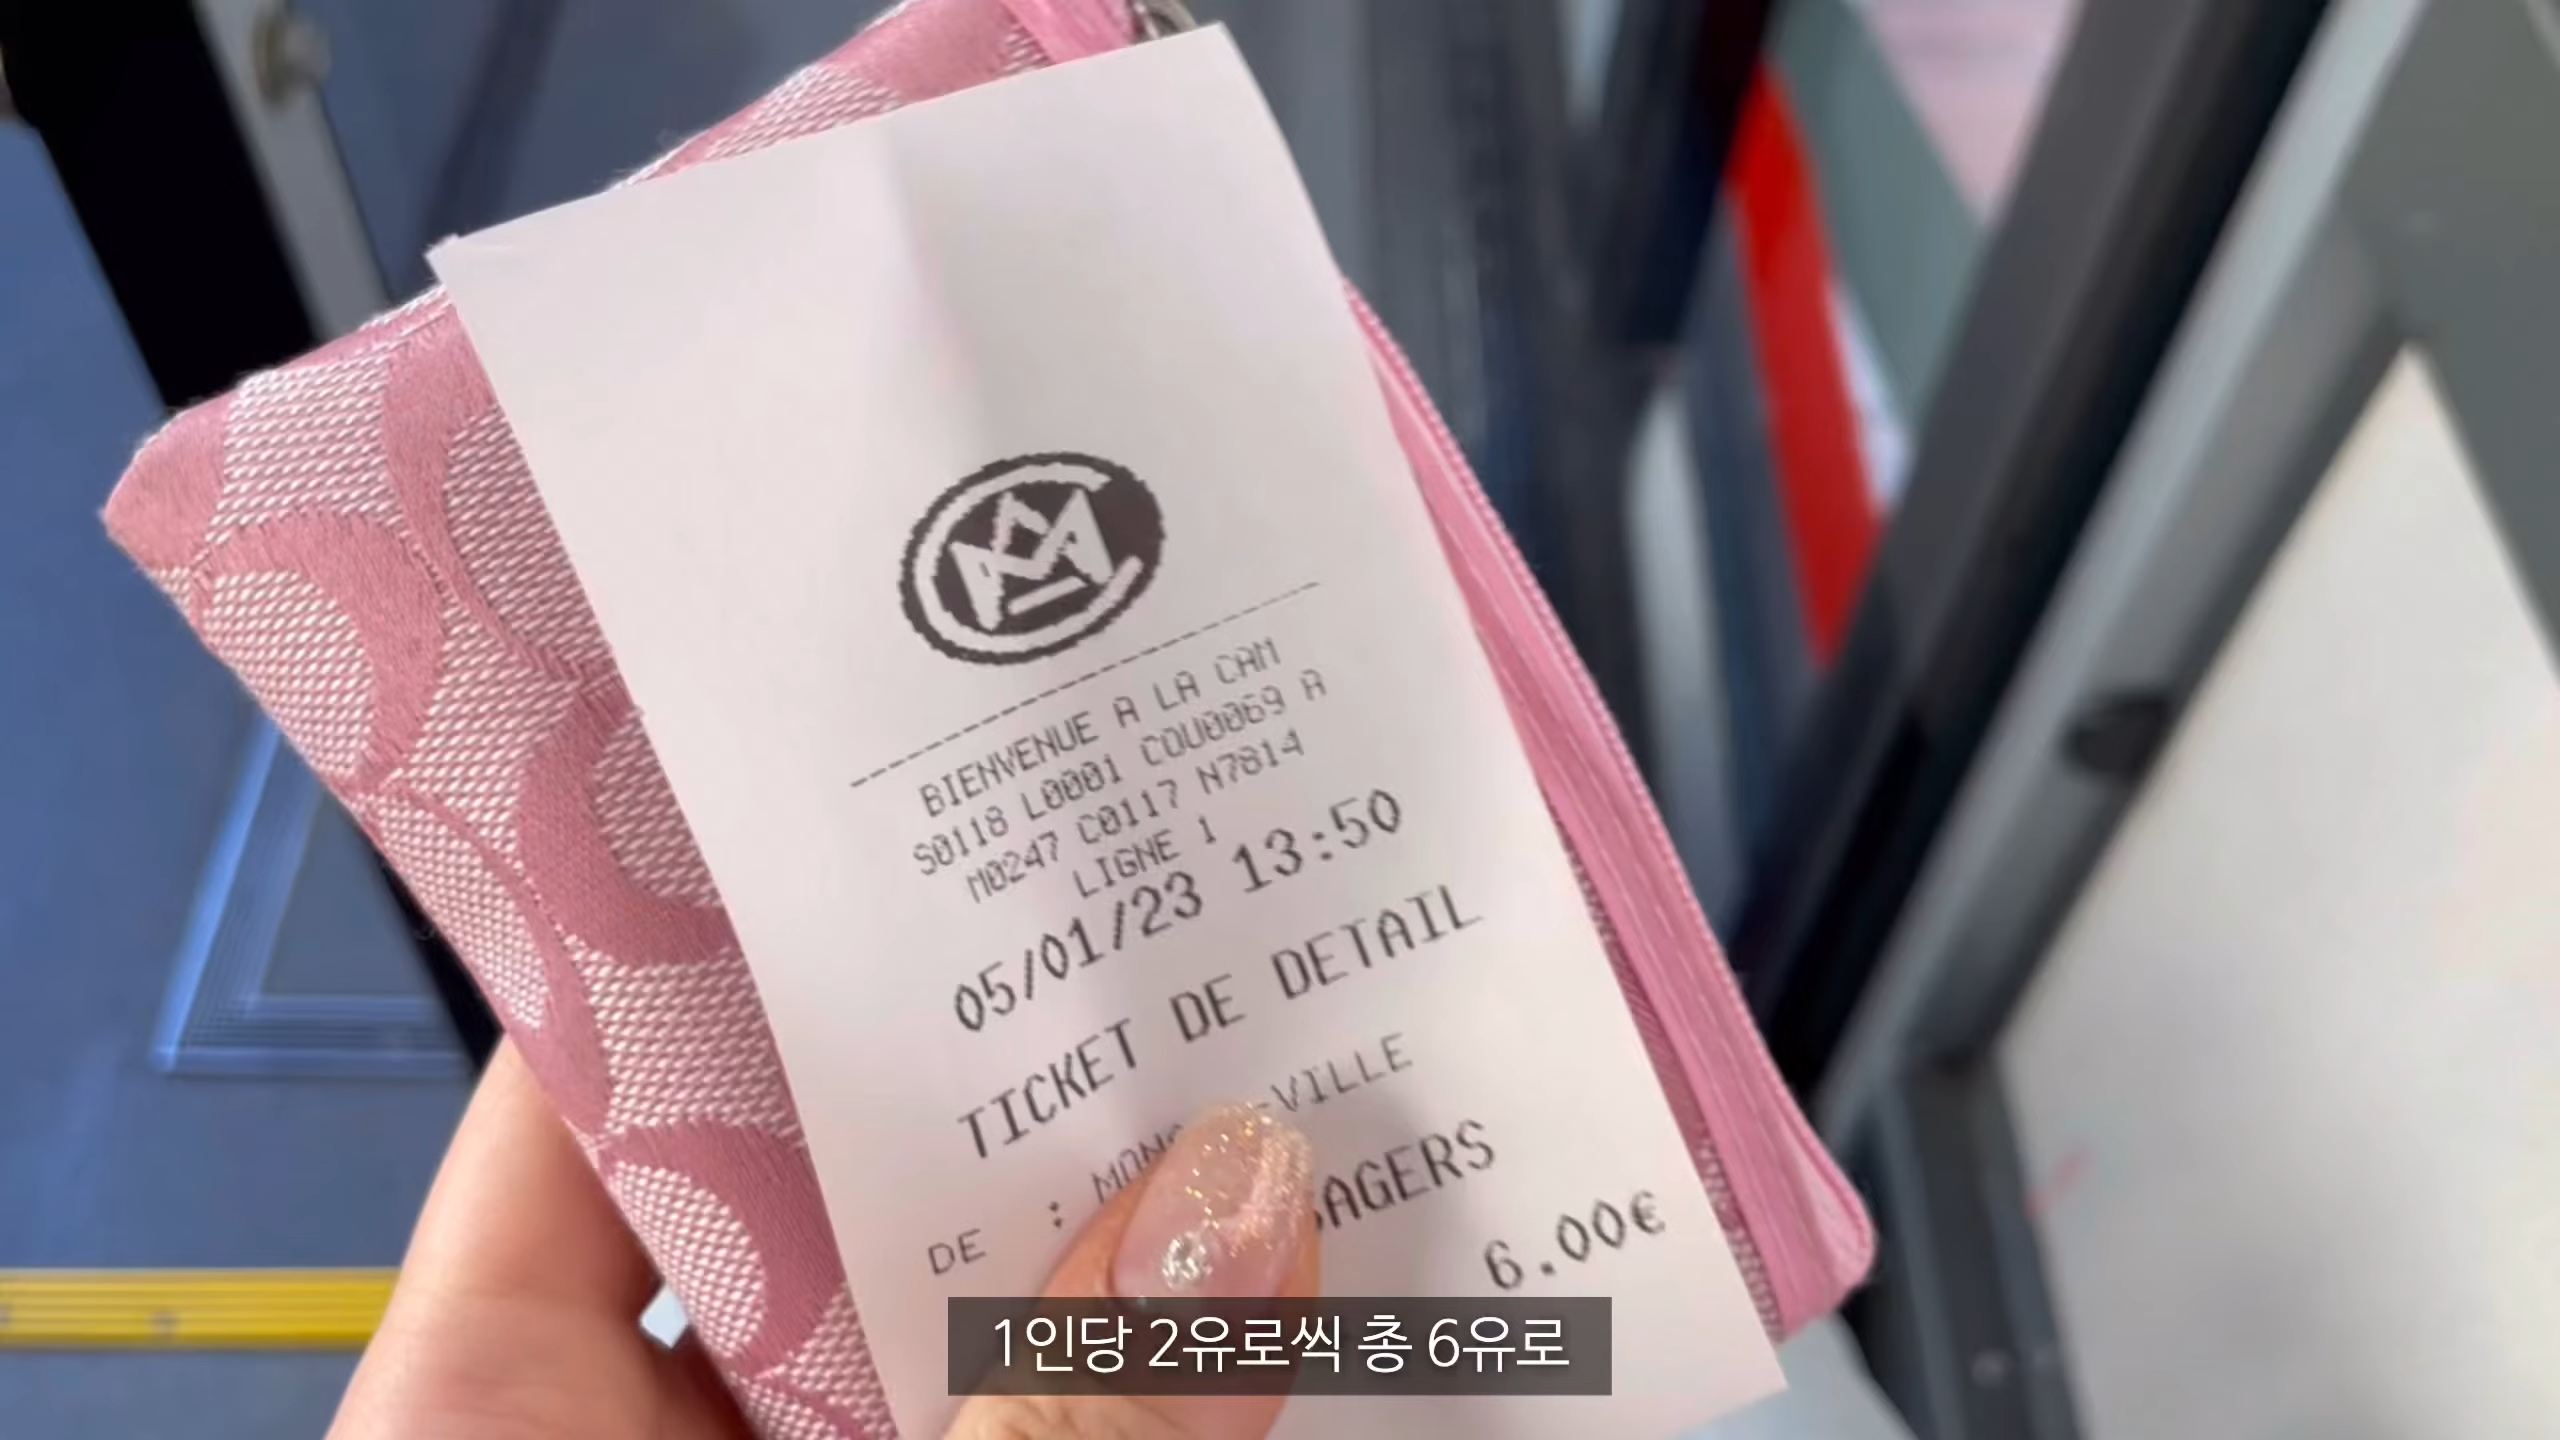 BIENVENUE A LA CAM
S0118 L0001 COU0069 A
M0247 C0117 N7814
LIGNE 1
05/01/23 13:50
TICKET DE DETAIL
DE : -VILLE
6.00€
1인당 2유로씩 총 6유로